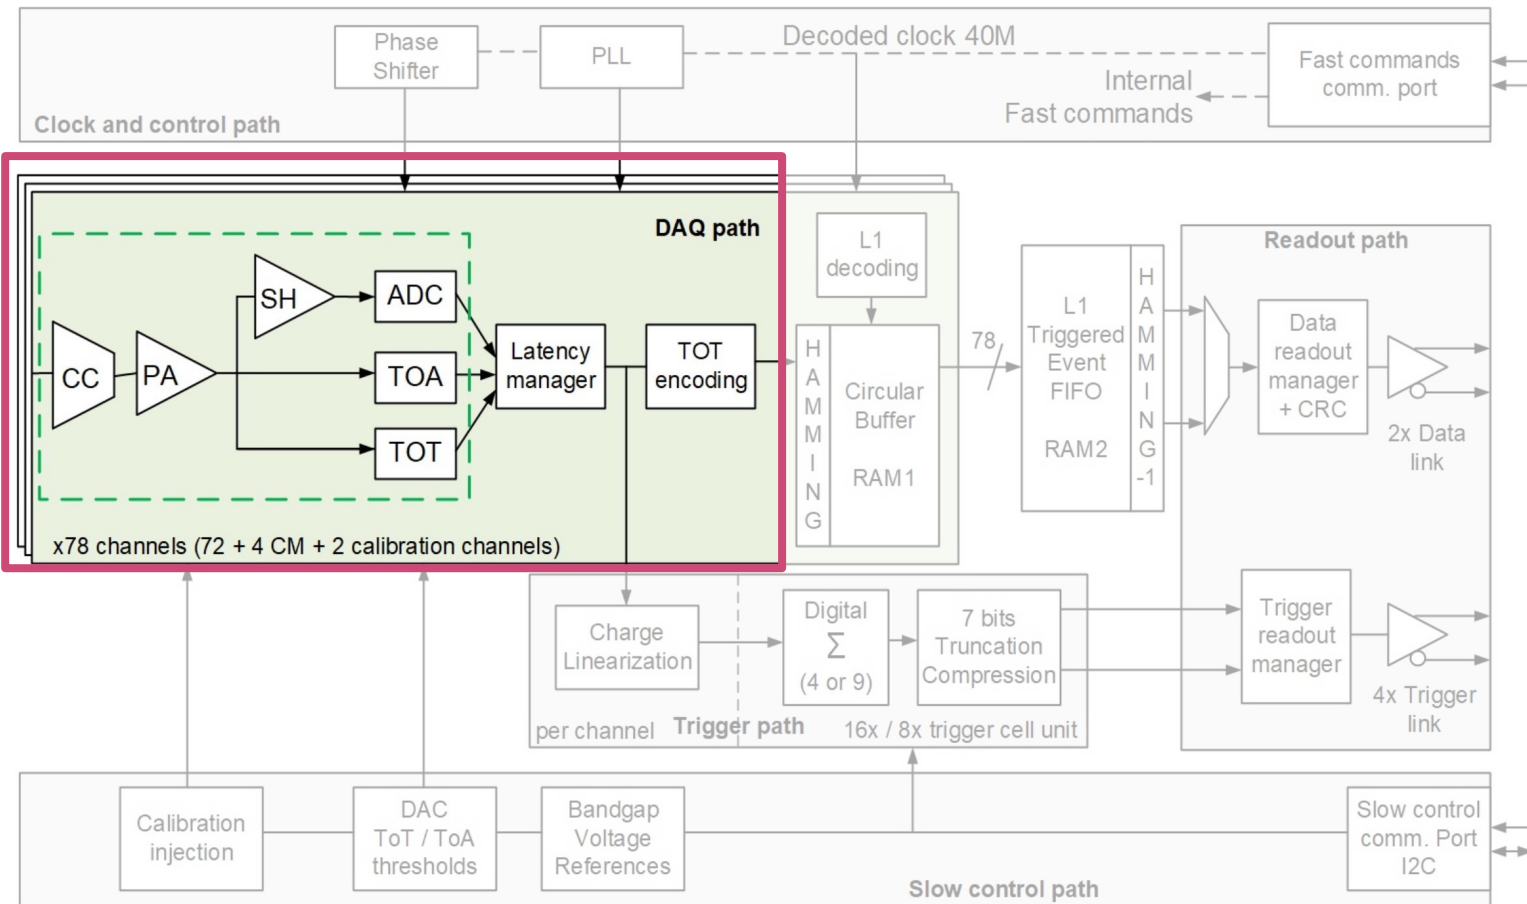 Phase
Shifter
PLL
Decoded clock 40M
Internal
Fast commands
Fast commands
comm. port
Clock and control path
DAQ path
CC
PA
SH
ADC
TOA
TOT
Latency
manager
TOT
encoding
x78 channels (72 + 4 CM + 2 calibration channels)
L1
decoding
H
A
M
M
I
N
G
Circular
Buffer
RAM1
78
L1
Triggered
Event
FIFO
RAM2
H
A
M
M
I
N
G
-1
Readout path
Data
readout
manager
+ CRC
2x Data
link
Charge
Linearization
per channel
Trigger path
Digital
Σ
(4 or 9)
7 bits
Truncation
Compression
16x / 8x trigger cell unit
Trigger
readout
manager
4x Trigger
link
Calibration
injection
DAC
ToT / ToA
thresholds
Bandgap
Voltage
References
Slow control
comm. Port
I2C
Slow control path